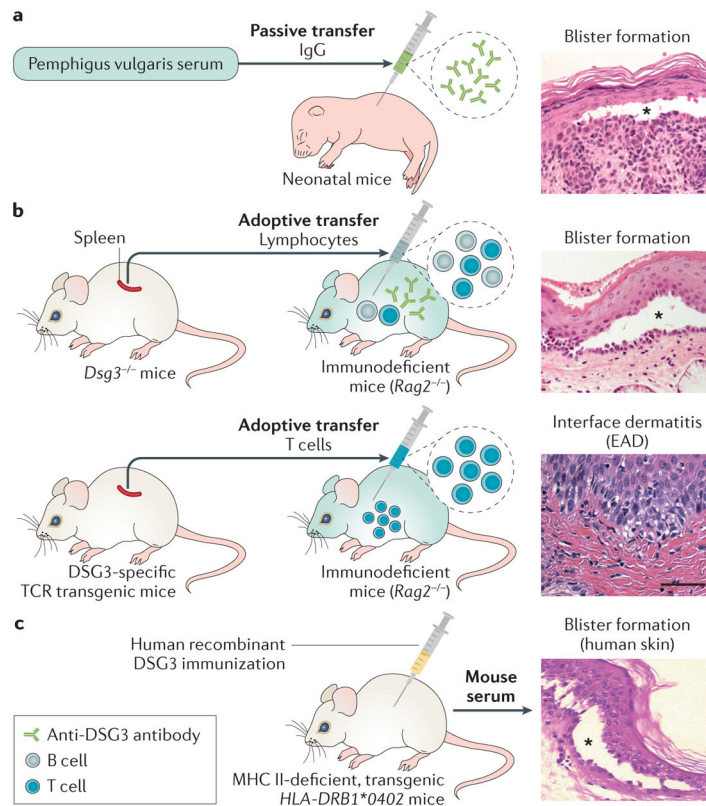 a
Passive transfer
IgG
Pemphigus vulgaris serum
Neonatal mice
Blister formation
*
b
Spleen
Adoptive transfer
Lymphocytes
Dsg3–/– mice
Immunodeficient
mice (Rag2–/–)
Blister formation
*
Adoptive transfer
T cells
DSG3-specific
TCR transgenic mice
Immunodeficient
mice (Rag2–/–)
Interface dermatitis
(EAD)
c
Human recombinant
DSG3 immunization
MHC II-deficient, transgenic
HLA-DRB1*0402 mice
Mouse
serum
Blister formation
(human skin)
*
Anti-DSG3 antibody
B cell
T cell